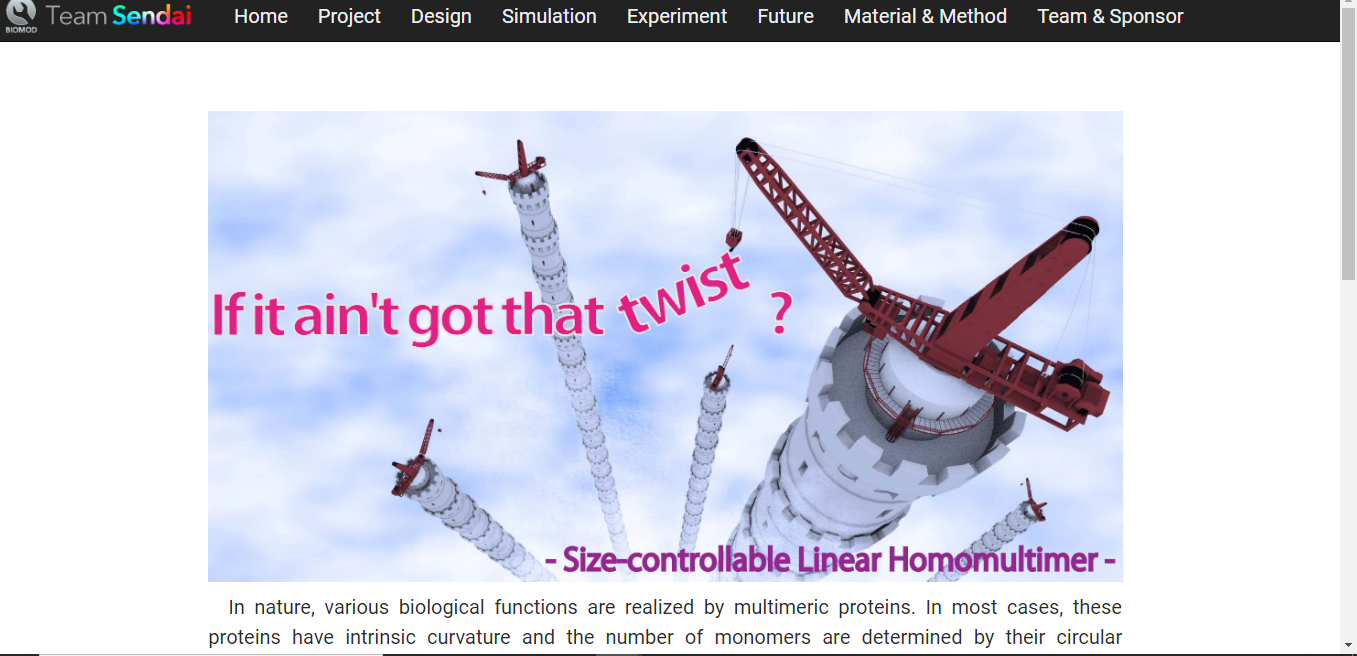 Team Sendai Home Project Design Simulation Experiment Future Material & Method Team & Sponsor
BIOMOD
If it ain't got that twist ?
- Size-controllable Linear Homomultimer -
In nature, various biological functions are realized by multimeric proteins. In most cases, these
proteins have intrinsic curvature and the number of monomers are determined by their circular